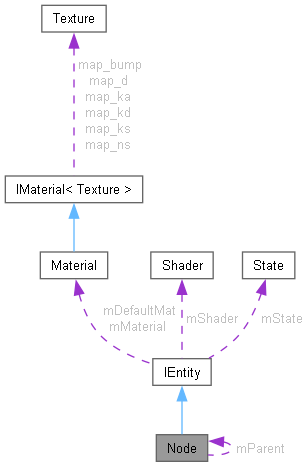 Texture
map_bump
map_d
map_ka
map_kd
map_ks
map_ns
IMaterial< Texture >
Material
Shader
State
mDefaultMat
mMaterial
mShader
mState
IEntity
Node
mParent